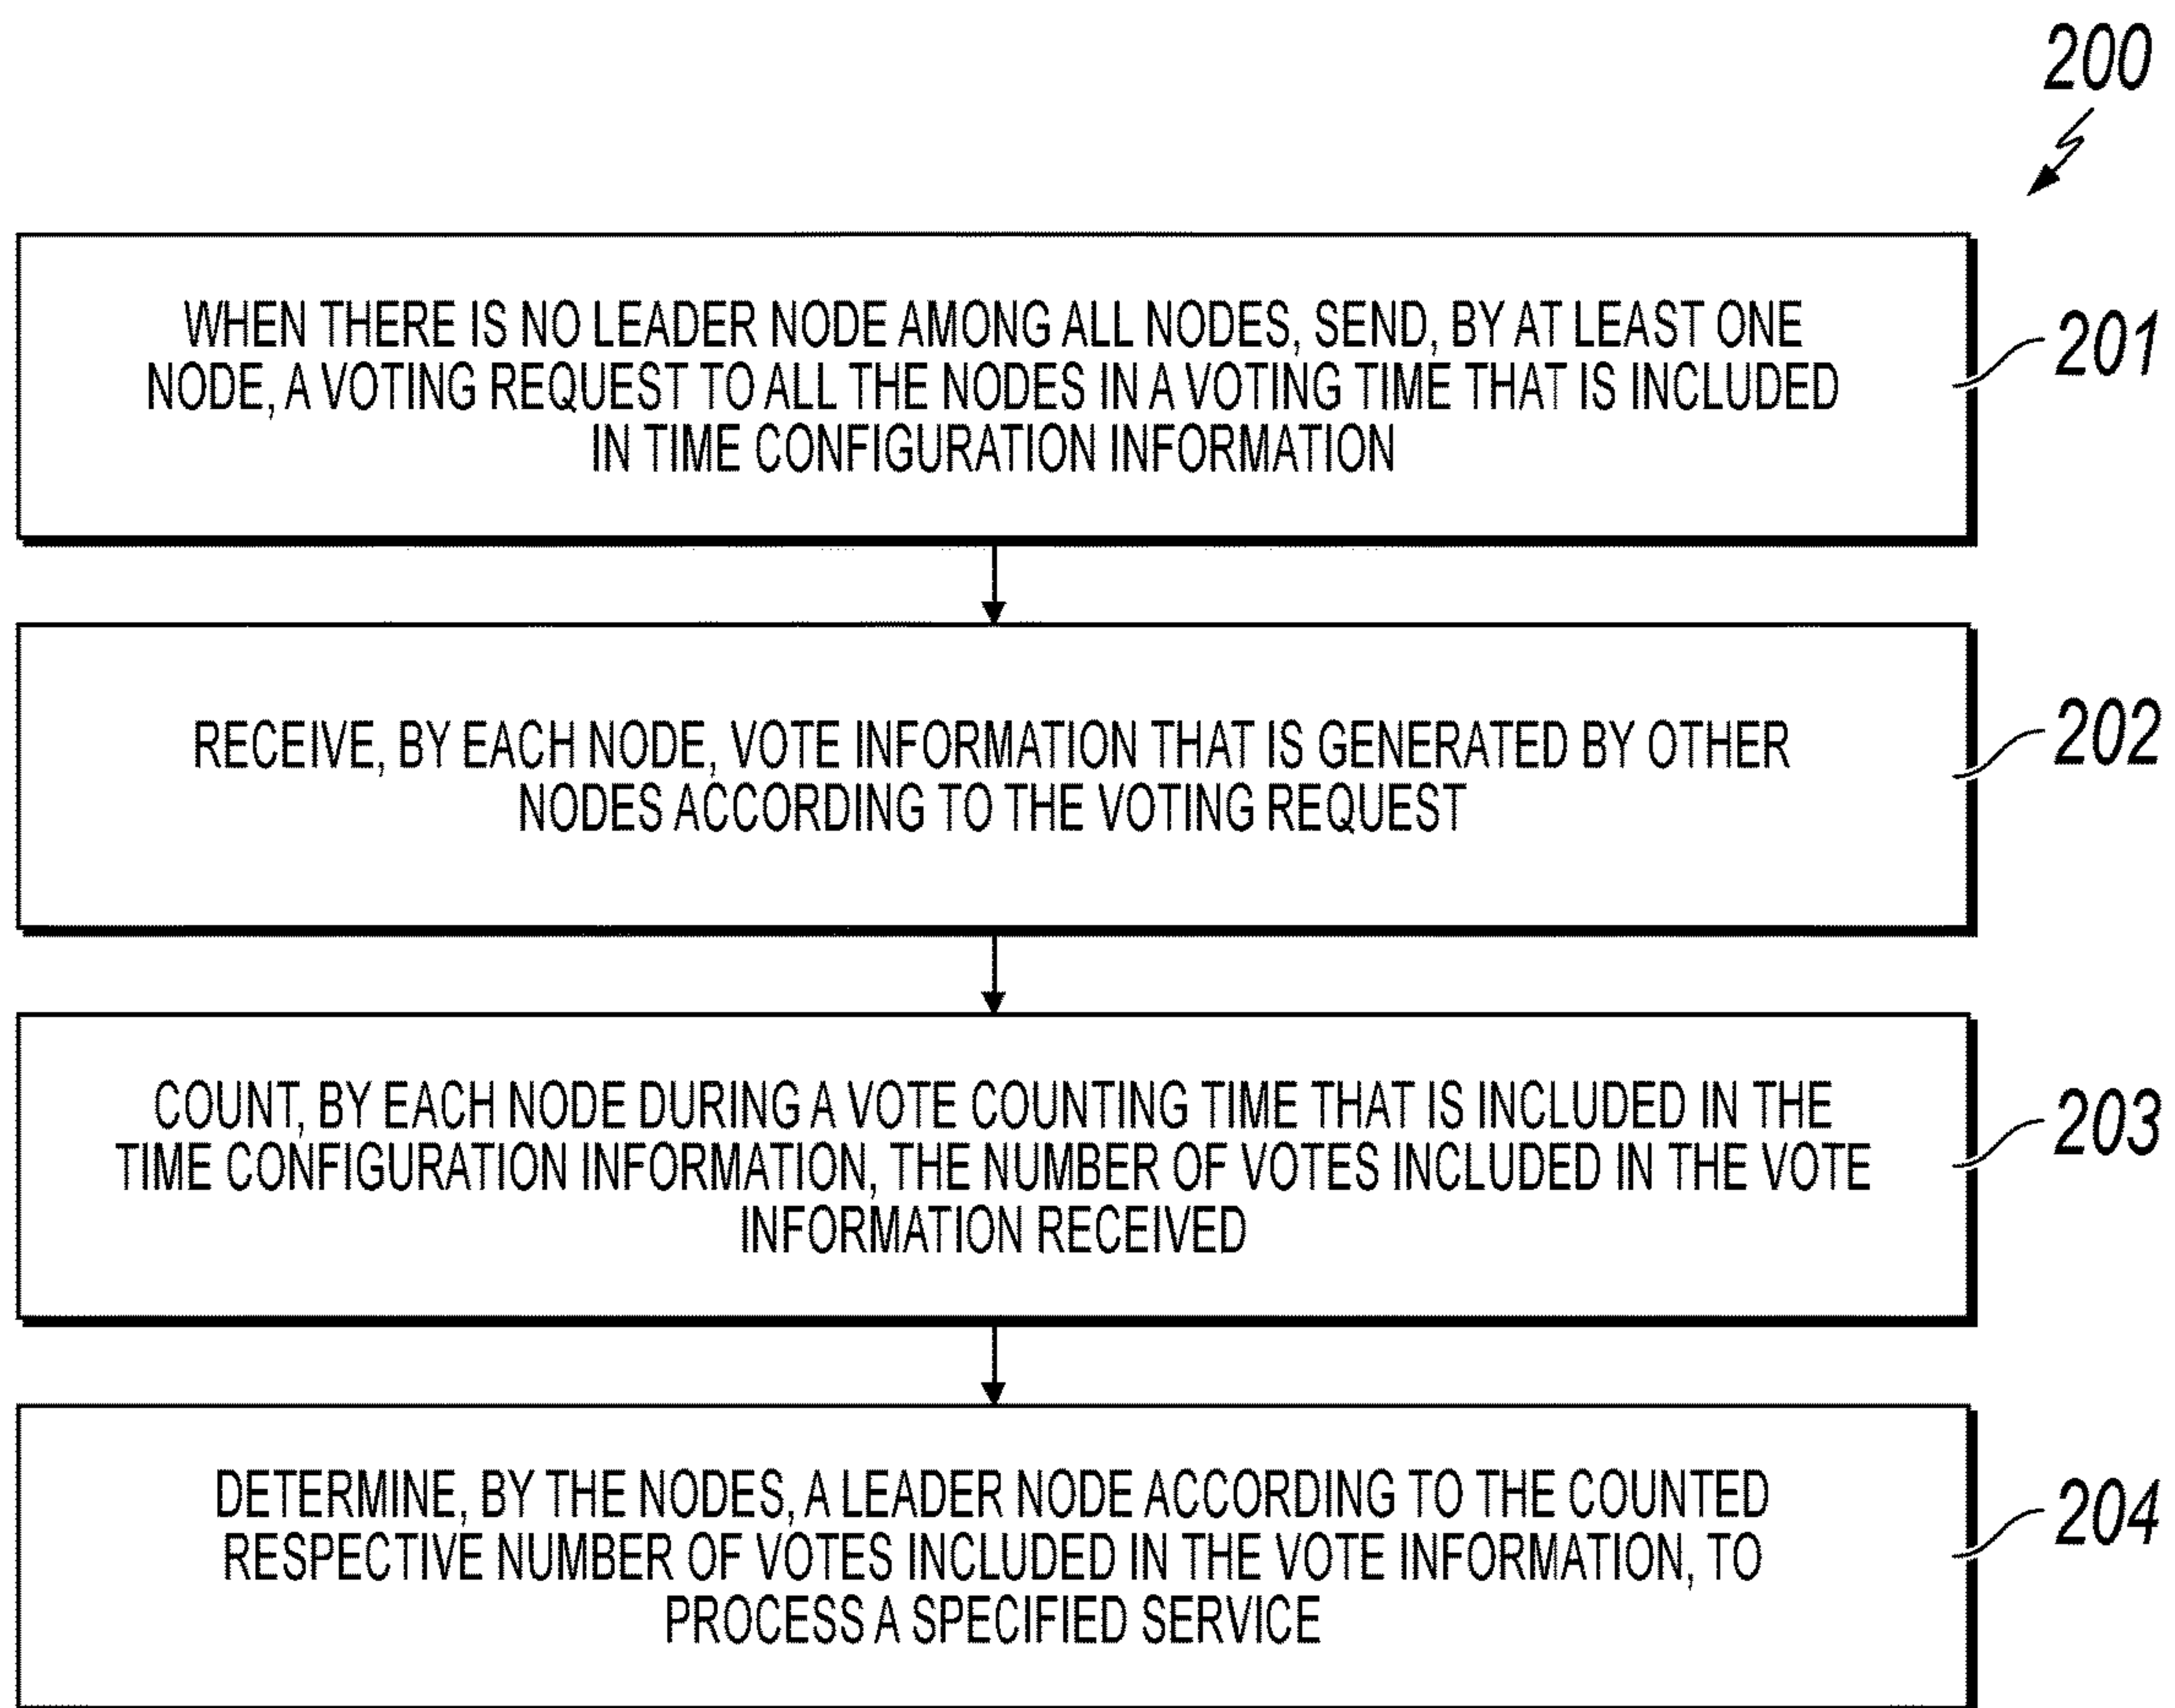 200
WHEN THERE IS NO LEADER NODE AMONG ALL NODES, SEND, BY AT LEAST ONE
NODE, A VOTING REQUEST TO ALL THE NODES IN A VOTING TIME THAT IS INCLUDED
IN TIME CONFIGURATION INFORMATION
201
RECEIVE, BY EACH NODE, VOTE INFORMATION THAT IS GENERATED BY OTHER
NODES ACCORDING TO THE VOTING REQUEST
202
COUNT, BY EACH NODE DURING A VOTE COUNTING TIME THAT IS INCLUDED IN THE
TIME CONFIGURATION INFORMATION, THE NUMBER OF VOTES INCLUDED IN THE VOTE
INFORMATION RECEIVED
203
DETERMINE, BY THE NODES, A LEADER NODE ACCORDING TO THE COUNTED
RESPECTIVE NUMBER OF VOTES INCLUDED IN THE VOTE INFORMATION, TO
PROCESS A SPECIFIED SERVICE
204